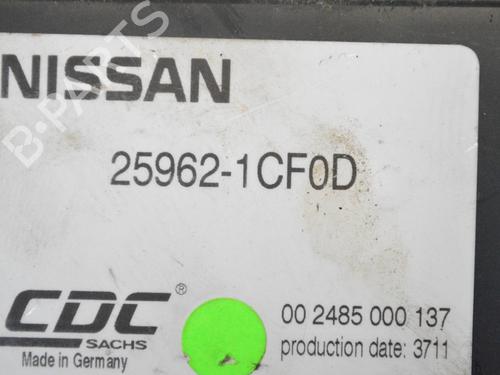 NISSAN
25962-1CF0D
CDC ®
SACHS
Made in Germany
00 2485 000 137
production date: 3711
B-PARTS